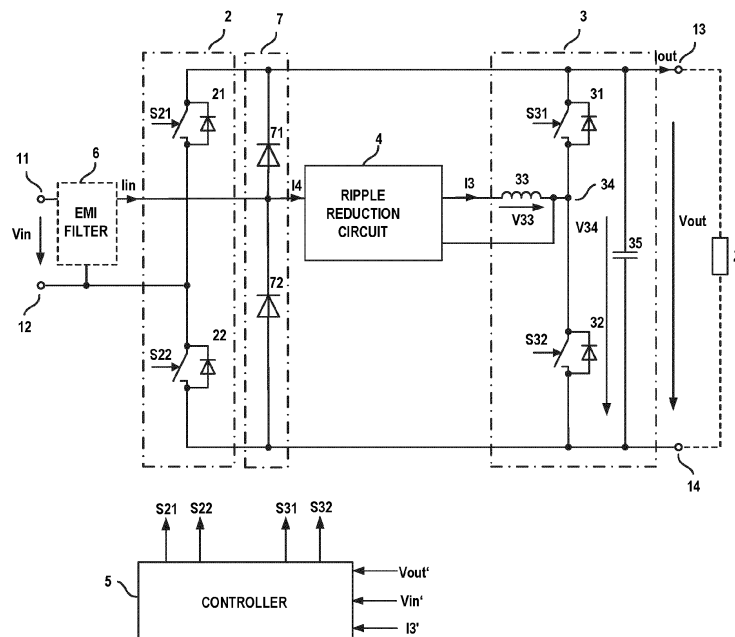 2
7
3
13
Iout
21
S21
31
S31
71
4
6
11
Iin
I4
I3
33
34
EMI
FILTER
RIPPLE
REDUCTION
CIRCUIT
V33
V34
35
Vout
Vin
12
72
22
S22
32
S32
14
S21
S22
S31
S32
5
CONTROLLER
Vout'
Vin'
I3'